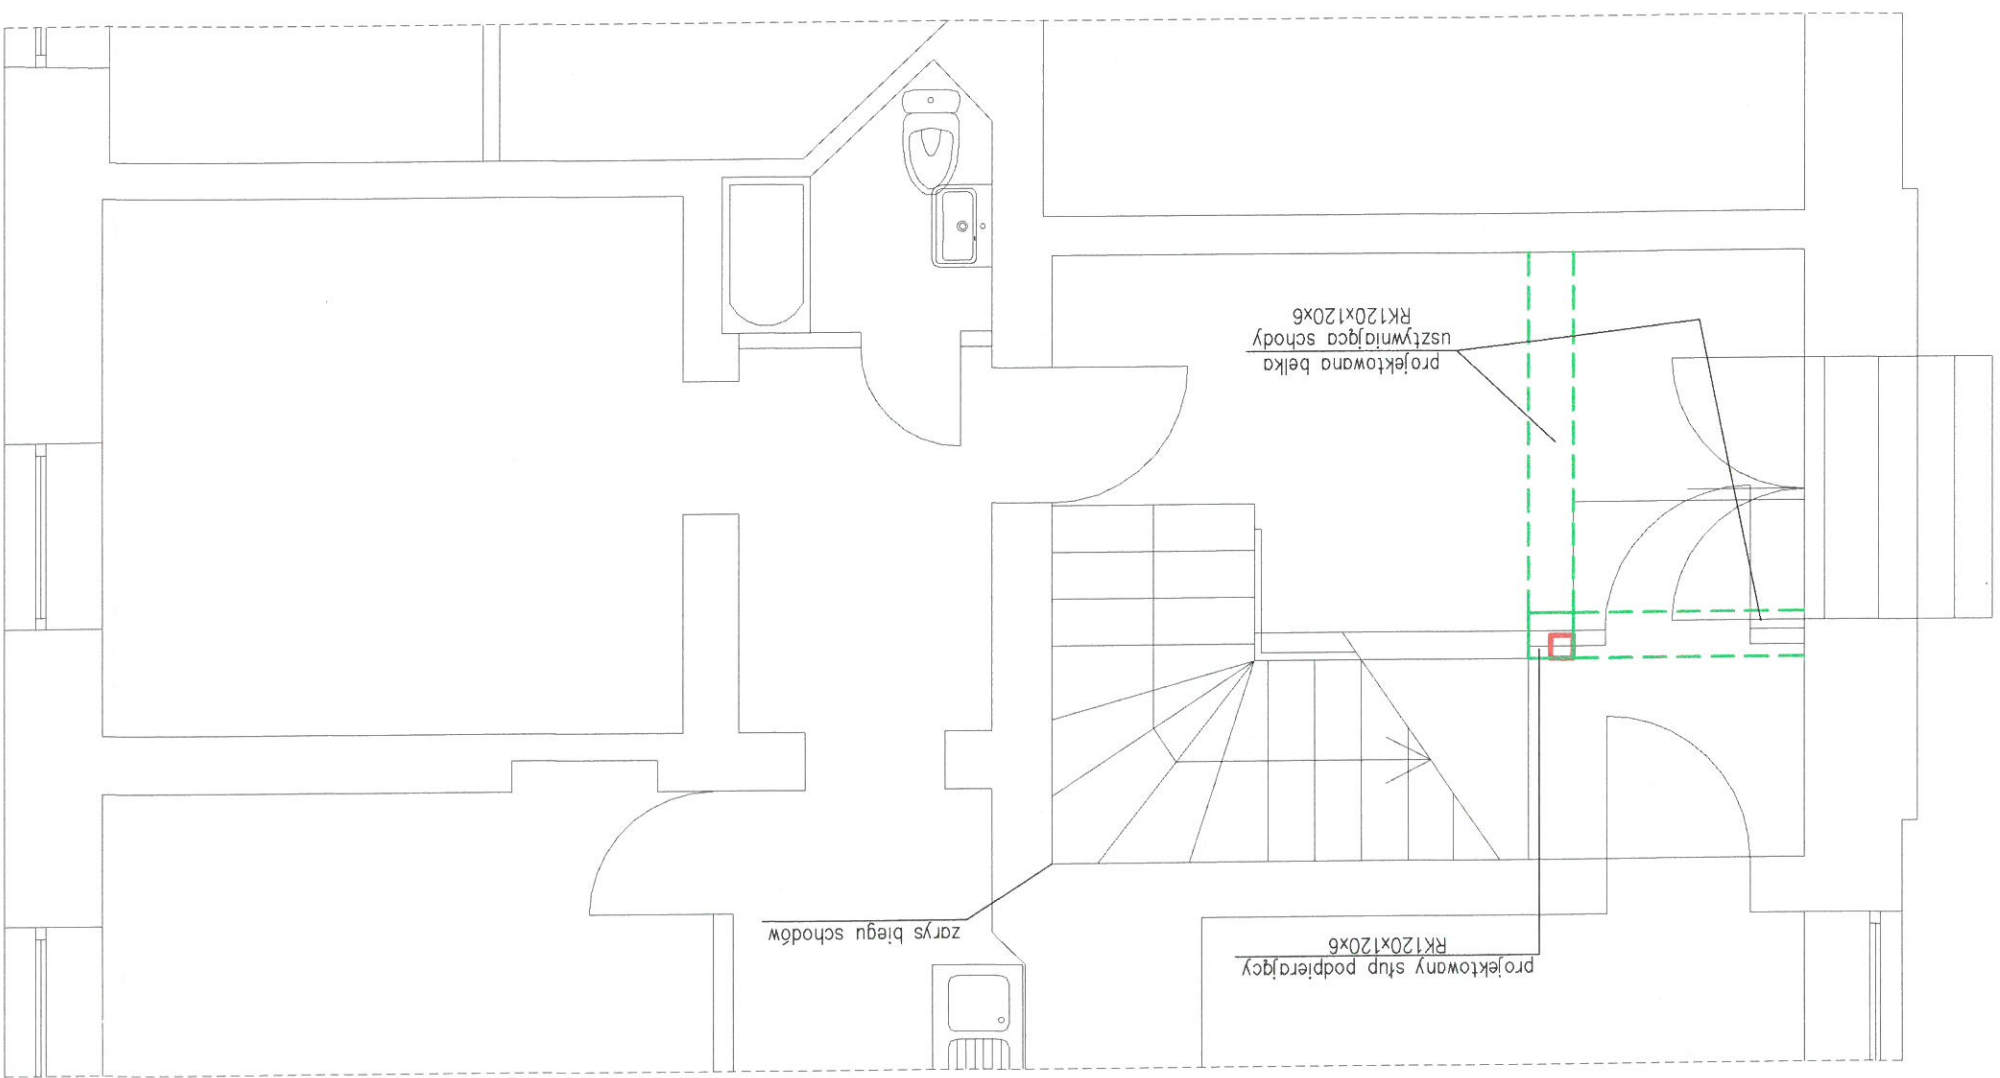 projektowany słup podpierający
RK120x120x6
zarys biegu schodów
projektowana belka
usztywniająca schody
RK120x120x6